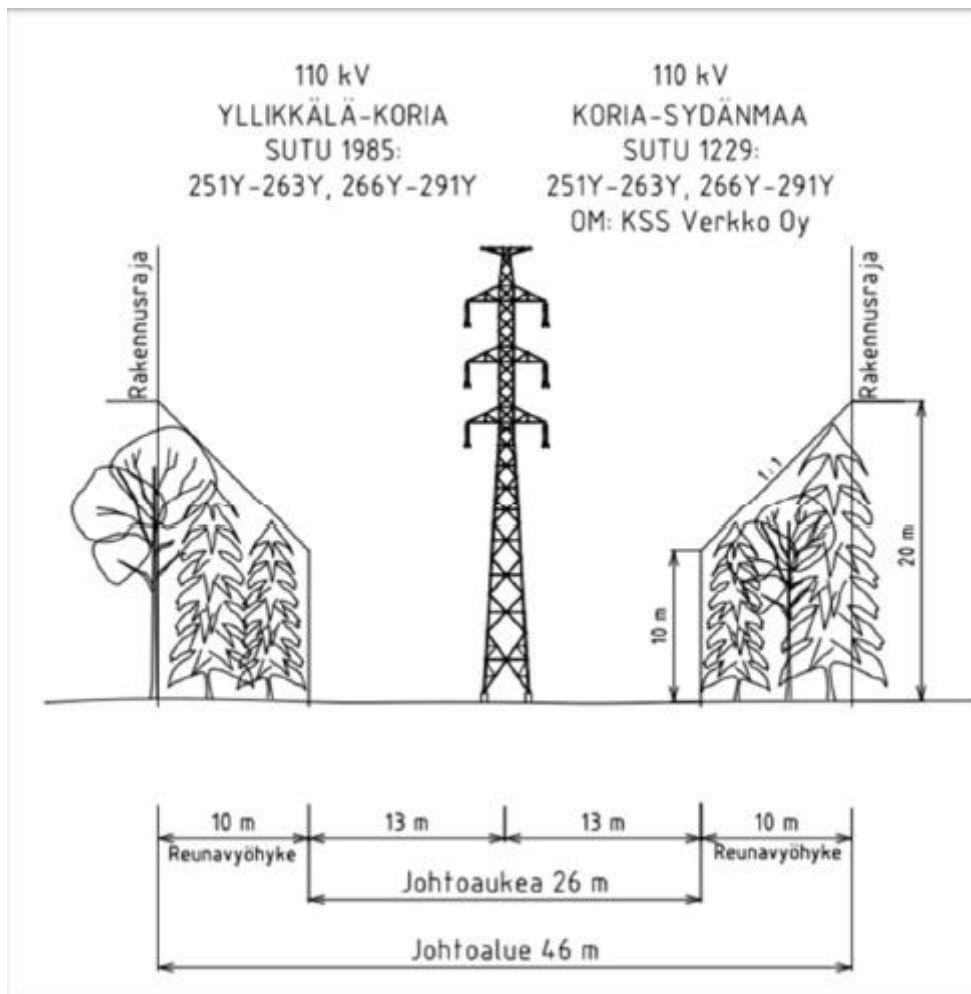 110 kV
YLLIKKÄLÄ-KORIA
SUTU 1985:
251Y-263Y, 266Y-291Y
110 kV
KORIA-SYDÄNMAA
SUTU 1229:
251Y-263Y, 266Y-291Y
OM: KSS Verkko Oy
Rakennusraja
Rakennusraja
1:1
10 m
20 m
10 m
13 m
13 m
10 m
Reunavyöhyke
Reunavyöhyke
Johtoaukea 26 m
Johtoalue 46 m